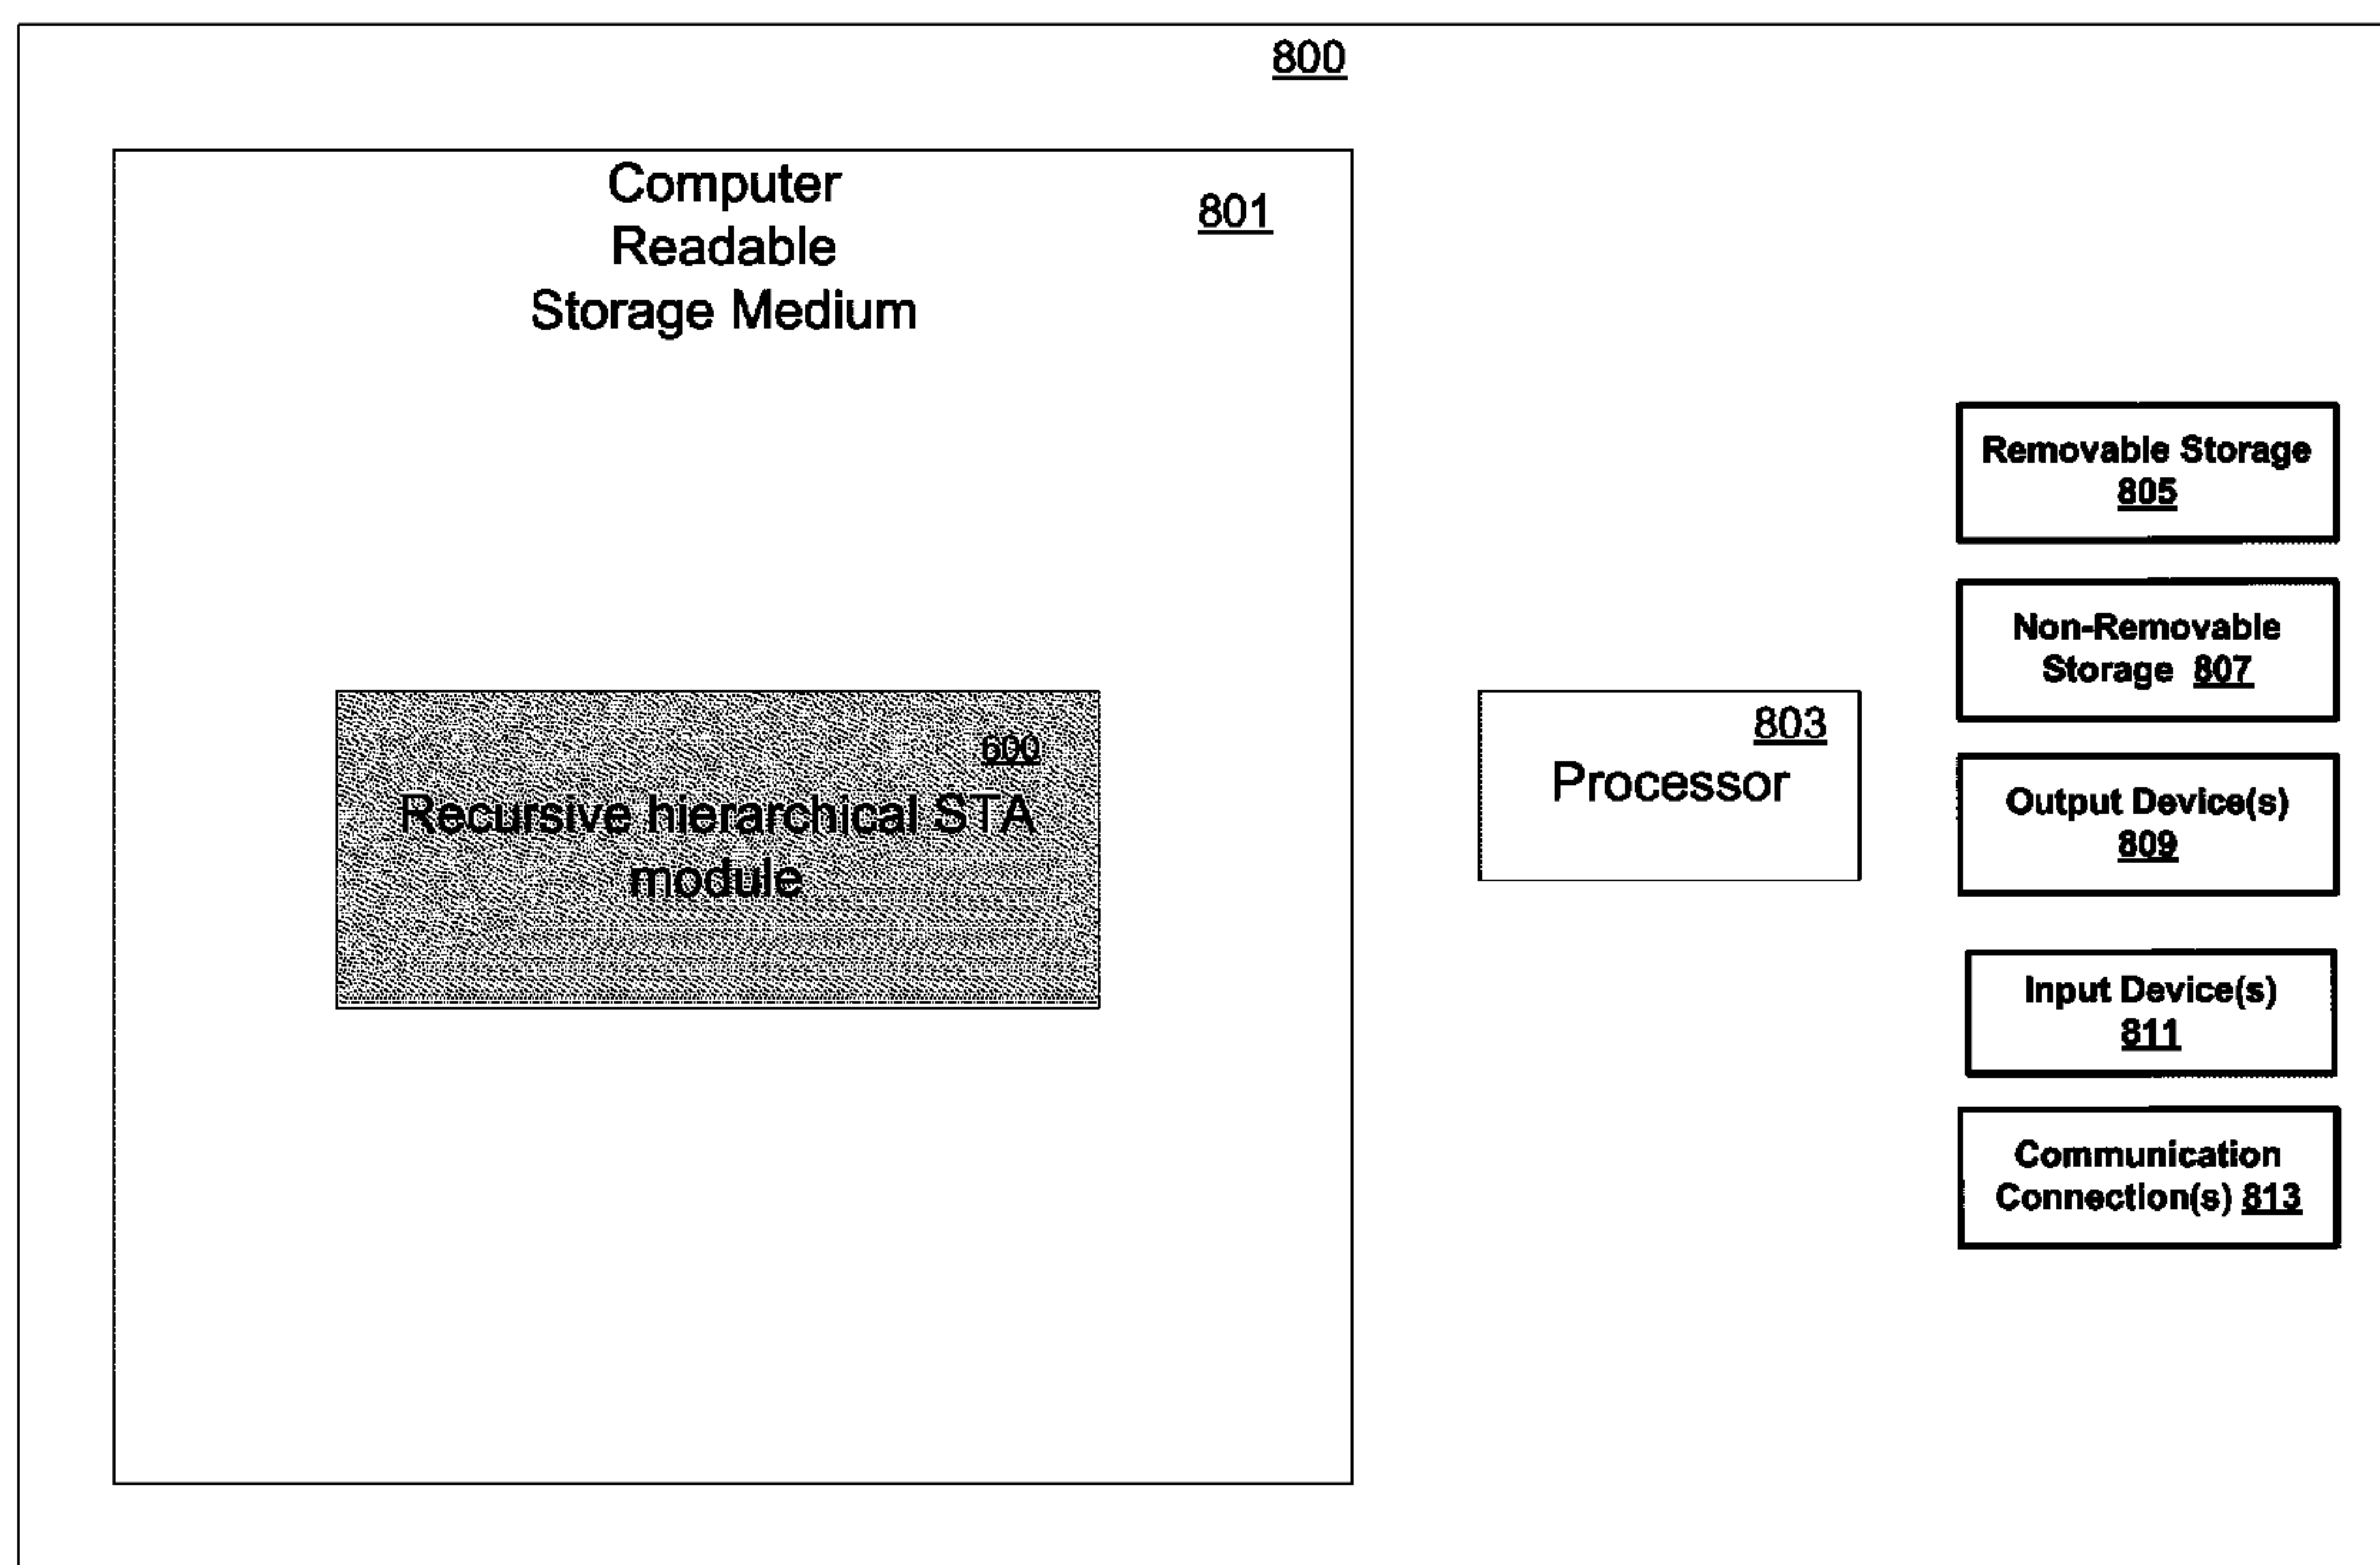 800
Computer
Readable
Storage Medium
801
600
Recursive hierarchical STA
module
803
Processor
Removable Storage
805
Non-Removable
Storage 807
Output Device(s)
809
Input Device(s)
811
Communication
Connection(s) 813